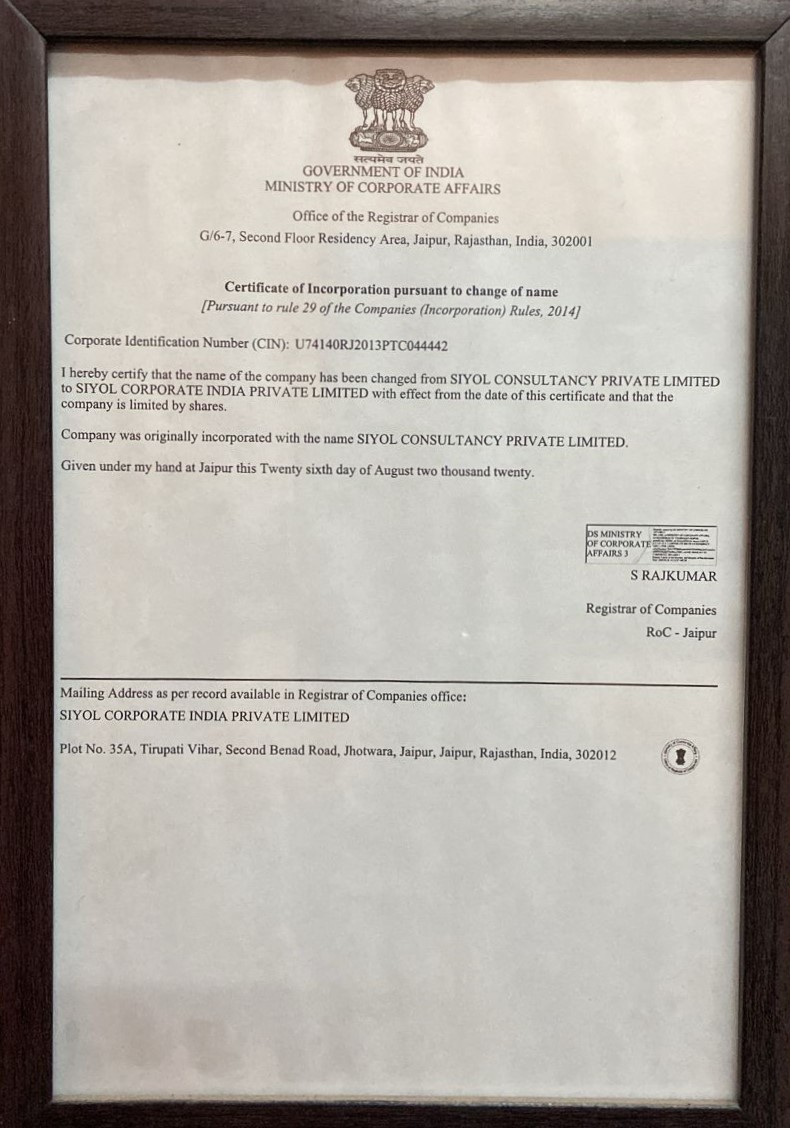 सत्यमेव जयते
GOVERNMENT OF INDIA
MINISTRY OF CORPORATE AFFAIRS
Office of the Registrar of Companies
G/6-7, Second Floor Residency Area, Jaipur, Rajasthan, India, 302001
Certificate of Incorporation pursuant to change of name
[Pursuant to rule 29 of the Companies (Incorporation) Rules, 2014]
Corporate Identification Number (CIN): U74140RJ2013PTC044442
I hereby certify that the name of the company has been changed from SIYOL CONSULTANCY PRIVATE LIMITED
to SIYOL CORPORATE INDIA PRIVATE LIMITED with effect from the date of this certificate and that the
company is limited by shares.
Company was originally incorporated with the name SIYOL CONSULTANCY PRIVATE LIMITED.
Given under my hand at Jaipur this Twenty sixth day of August two thousand twenty.
DS MINISTRY
OF CORPORATE
AFFAIRS 3
S RAJKUMAR
Registrar of Companies
RoC - Jaipur
Mailing Address as per record available in Registrar of Companies office:
SIYOL CORPORATE INDIA PRIVATE LIMITED
Plot No. 35A, Tirupati Vihar, Second Benad Road, Jhotwara, Jaipur, Jaipur, Rajasthan, India, 302012